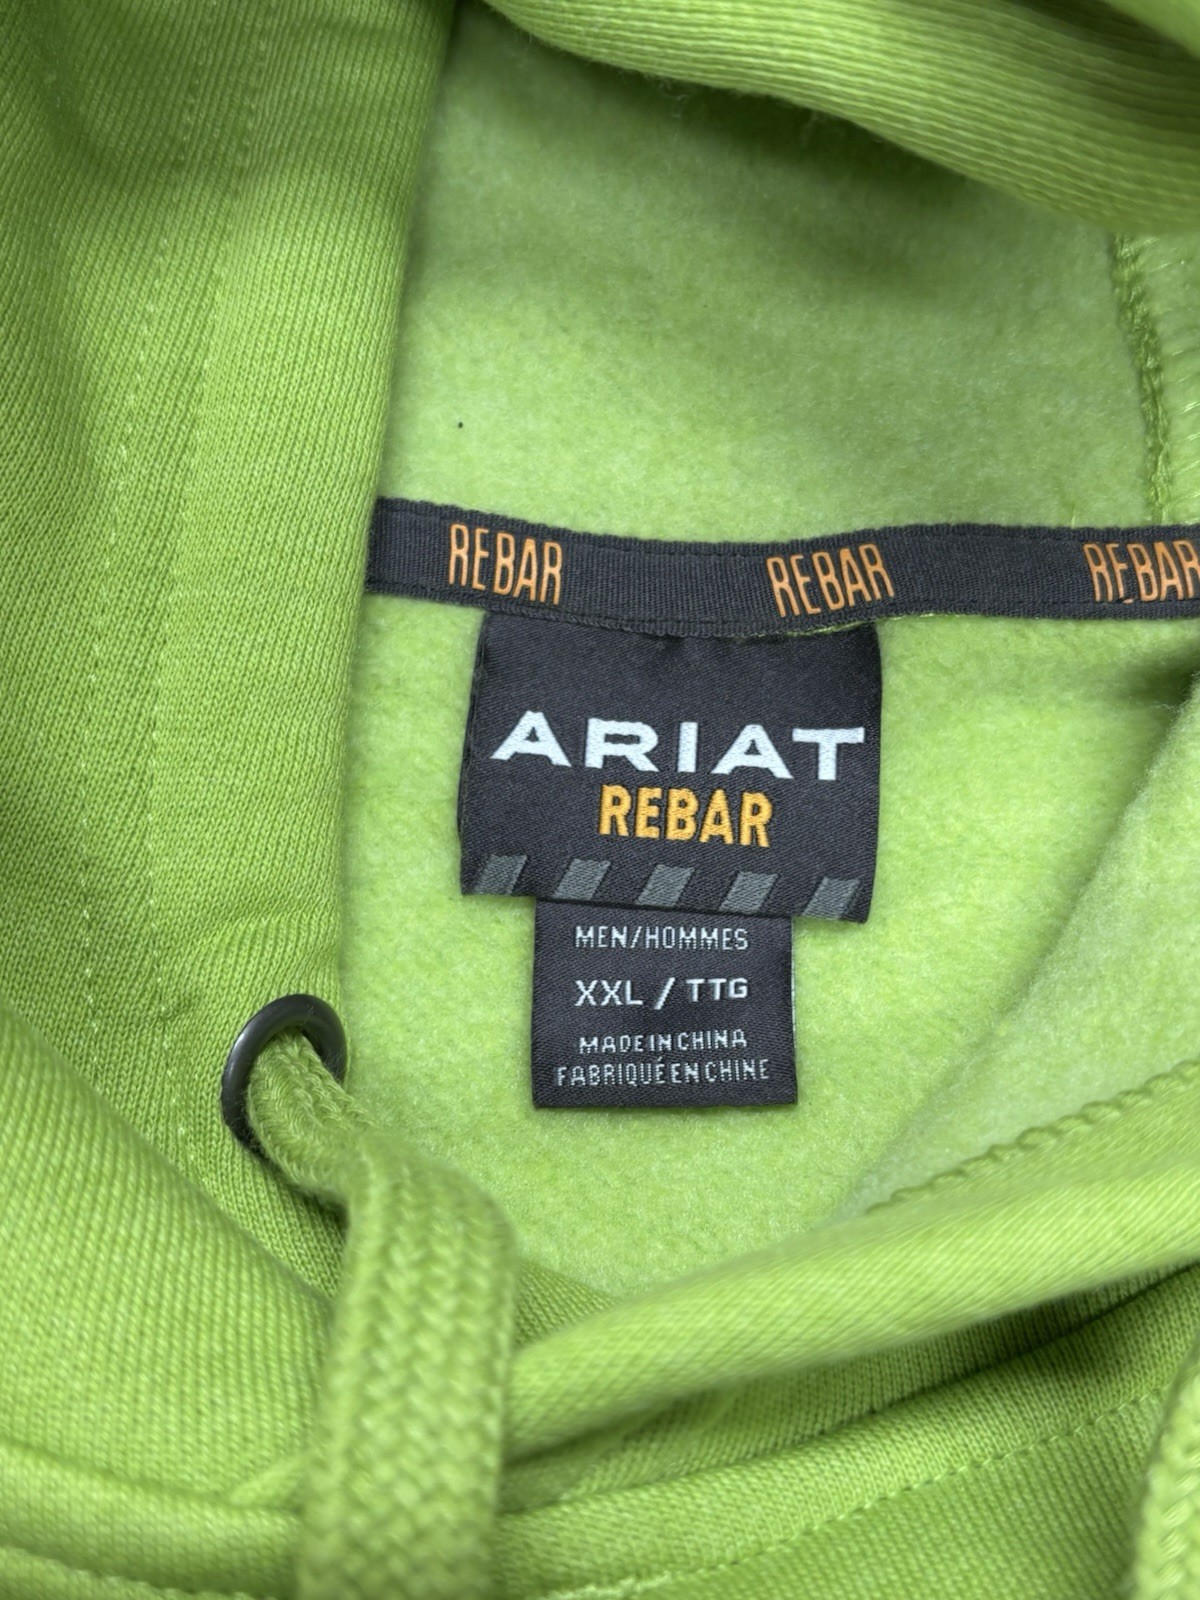 REBAR REBAR REBAR
ARIAT
REBAR
MEN/HOMMES
XXL / TTG
MADE IN CHINA
FABRIQUÉ EN CHINE